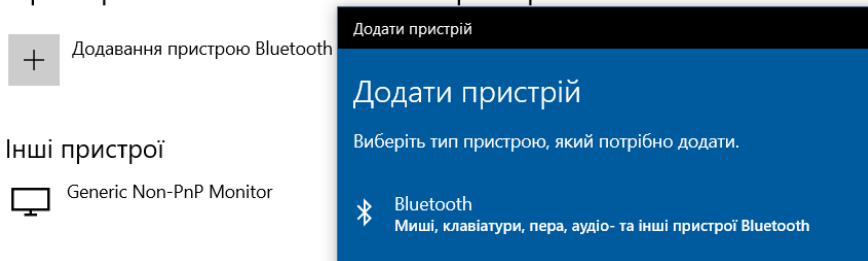 Додавання пристрою Bluetooth
Інші пристрої
Generic Non-PnP Monitor
Додати пристрій
Додати пристрій
Виберіть тип пристрою, який потрібно додати.
Bluetooth
Миші, клавіатури, пера, аудіо- та інші пристрої Bluetooth